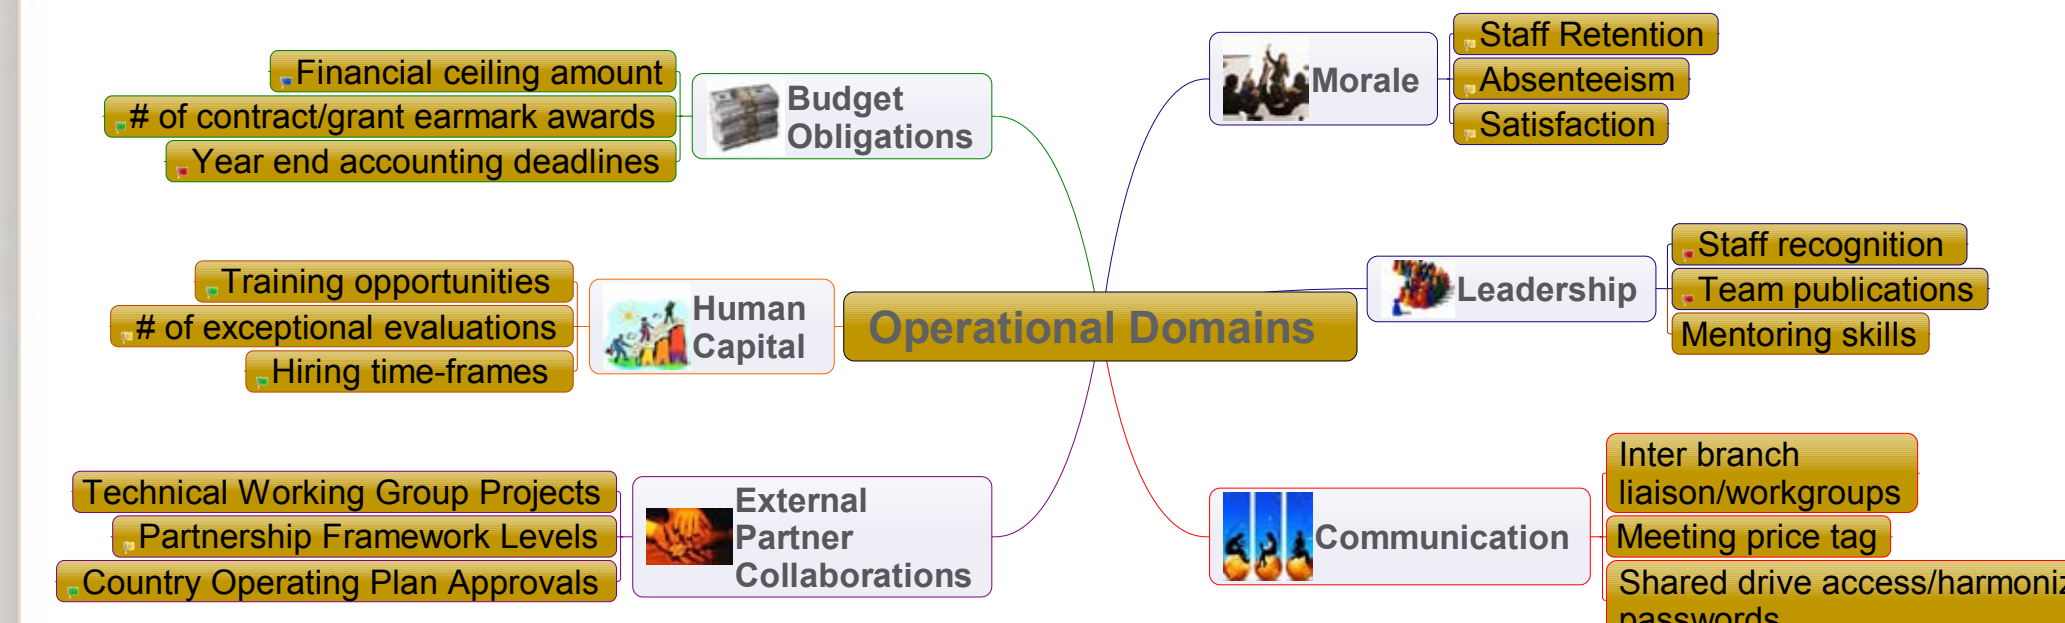 Financial ceiling amount
# of contract/grant earmark awards
Year end accounting deadlines
Budget
Obligations
Training opportunities
# of exceptional evaluations
Hiring time-frames
Human
Capital
Technical Working Group Projects
Partnership Framework Levels
Country Operating Plan Approvals
External
Partner
Collaborations
Operational Domains
Morale
Staff Retention
Absenteeism
Satisfaction
Leadership
Staff recognition
Team publications
Mentoring skills
Communication
Inter branch
liaison/workgroups
Meeting price tag
Shared drive access/harmoniz
passwords